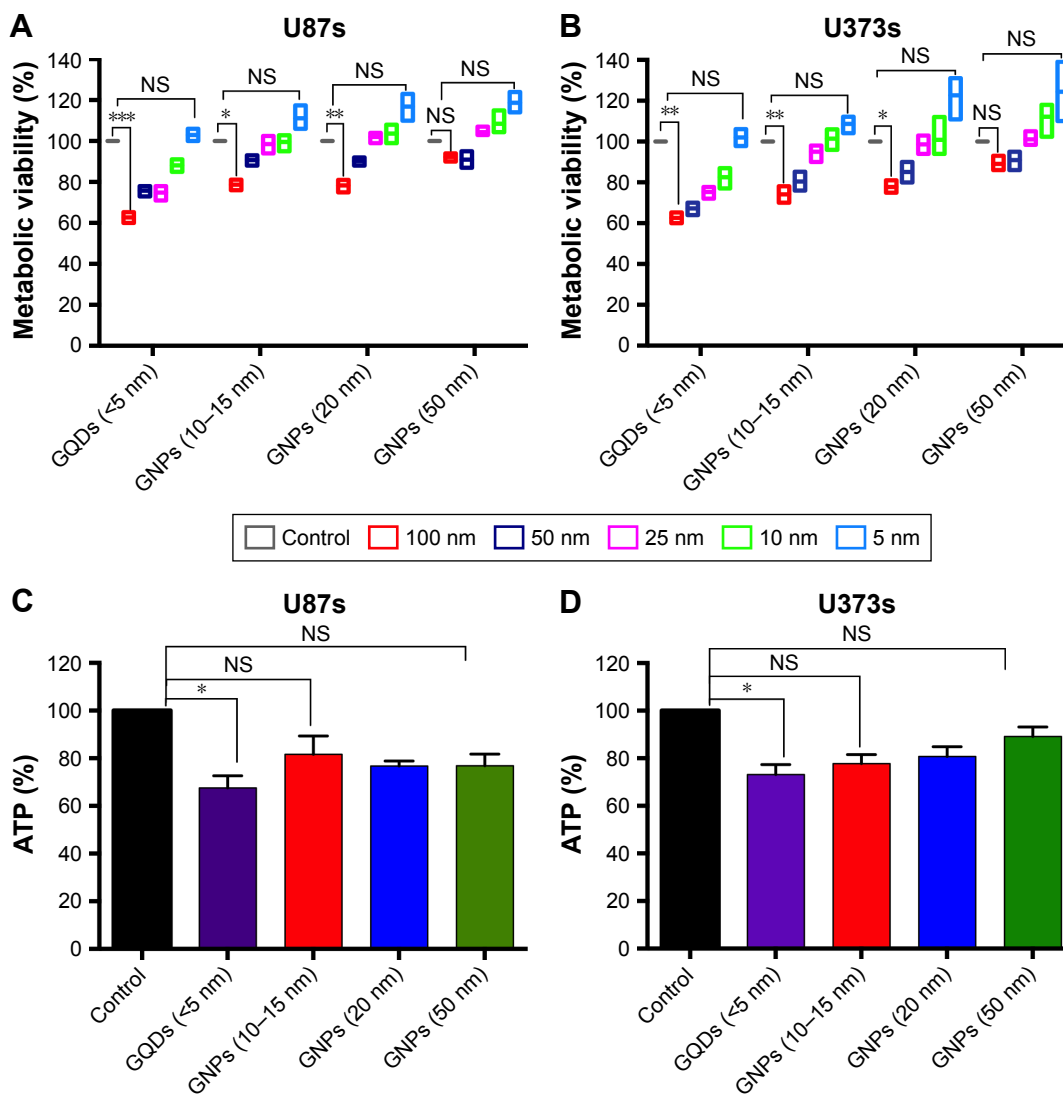 A
U87s
Metabolic viability (%)
140
120
100
80
60
40
20
0
NS
NS
NS
NS
***
*
**
NS
GQDs (<5 nm)
GNPs (10–15 nm)
GNPs (20 nm)
GNPs (50 nm)
B
U373s
Metabolic viability (%)
140
120
100
80
60
40
20
0
NS
NS
NS
NS
**
**
*
NS
GQDs (<5 nm)
GNPs (10–15 nm)
GNPs (20 nm)
GNPs (50 nm)
Control 100 nm 50 nm 25 nm 10 nm 5 nm
C
U87s
ATP (%)
120
100
80
60
40
20
0
NS
NS
*
Control
GQDs (<5 nm)
GNPs (10–15 nm)
GNPs (20 nm)
GNPs (50 nm)
D
U373s
ATP (%)
120
100
80
60
40
20
0
NS
NS
*
Control
GQDs (<5 nm)
GNPs (10–15 nm)
GNPs (20 nm)
GNPs (50 nm)